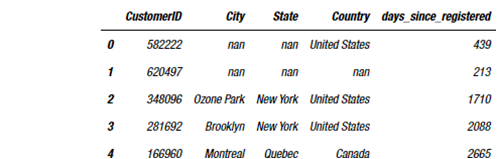 CustomerID City State Country days_since_registered
0 582222 nan nan United States 439
1 620497 nan nan nan 213
2 348096 Ozone Park New York United States 1710
3 281692 Brooklyn New York United States 2088
4 166960 Montreal Quebec Canada 2665